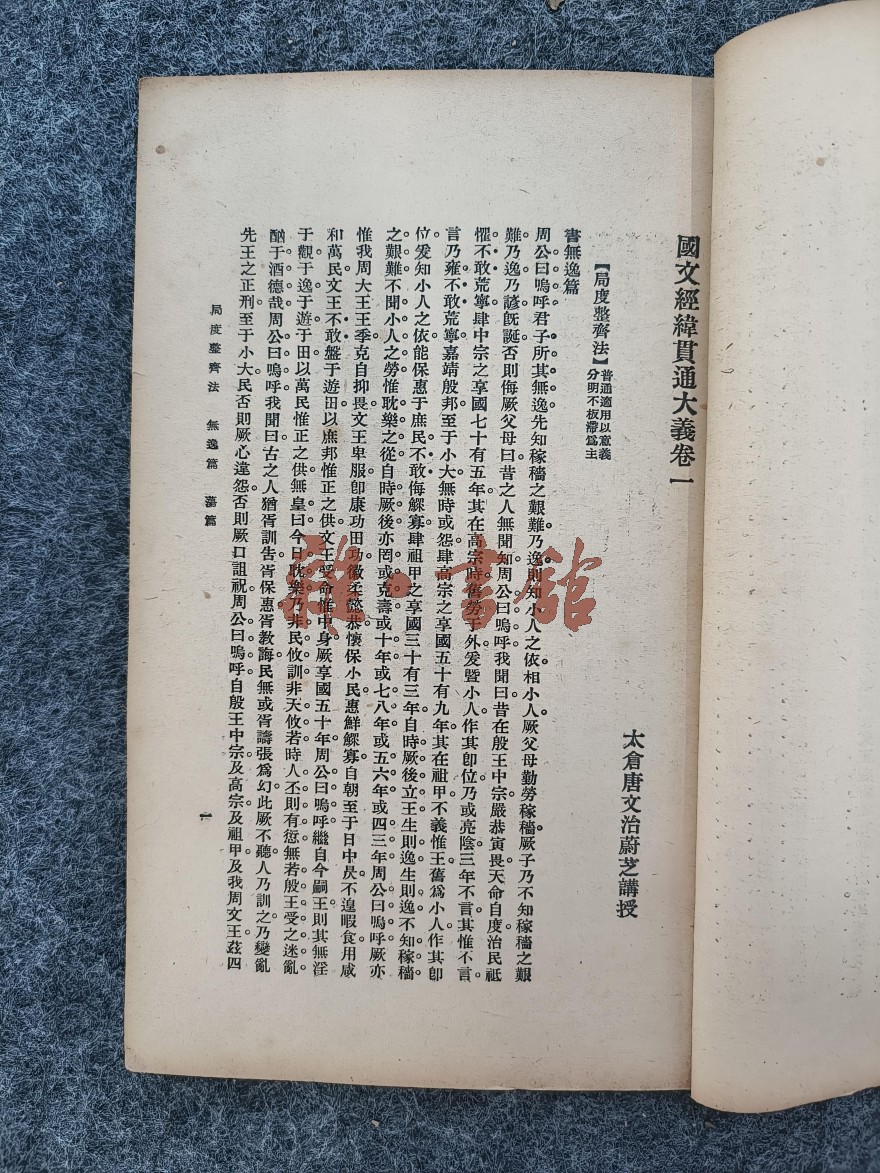 國文經緯貫通大義卷一
太倉唐文治蔚芝講授
【局度整齊法】普通適用以意義分明不板滯爲主
書無逸篇
周公曰嗚呼君子所其無逸先知稼穡之艱難乃逸則知小人之依相小人厥父母勤勞稼穡厥子乃不知稼穡之艱
難乃逸乃諺旣誕否則侮厥父母曰昔之人無聞知周公曰嗚呼我聞曰昔在殷王中宗嚴恭寅畏天命自度治民祗
懼不敢荒寧肆中宗之享國七十有五年其在高宗時舊勞于外爰暨小人作其卽位乃或亮陰三年不言其惟不言
言乃雍不敢荒寧嘉靖殷邦至于小大無時或怨肆高宗之享國五十有九年其在祖甲不義惟王舊爲小人作其卽
位爰知小人之依能保惠于庶民不敢侮鰥寡肆祖甲之享國三十有三年自時厥後立王生則逸生則逸不知稼穡
之艱難不聞小人之勞惟耽樂之從自時厥後亦罔或克壽或十年或七八年或五六年或四三年周公曰嗚呼厥亦
惟我周大王王季克自抑畏文王卑服卽康功田功徽柔懿恭懷保小民惠鮮鰥寡自朝至于日中昃不遑暇食用咸
和萬民文王不敢盤于遊田以庶邦惟正之供文王受命惟中身厥享國五十年周公曰嗚呼繼自今嗣王則其無淫
于觀于逸于遊于田以萬民惟正之供無皇曰今日耽樂乃非民攸訓非天攸若時人丕則有愆無若殷王受之迷亂
酗于酒德哉周公曰嗚呼我聞曰古之人猶胥訓告胥保惠胥教誨民無或胥譸張爲幻此厥不聽人乃訓之乃變亂
先王之正刑至于小大民否則厥心違怨否則厥口詛祝周公曰嗚呼自殷王中宗及高宗及祖甲及我周文王茲四
局度整齊法 無逸篇 蕩篇
一
雜·書館